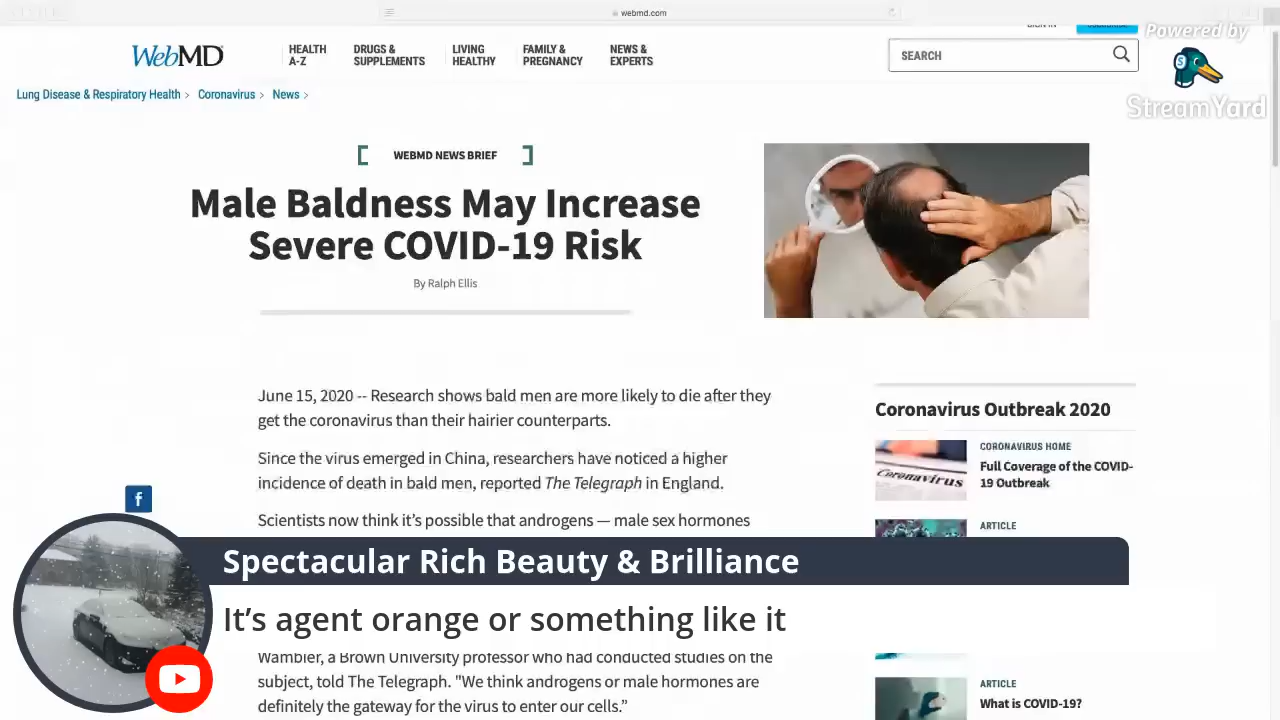 webmd.com
Powered by
StreamYard
WebMD
HEALTH
A-Z
DRUGS &
SUPPLEMENTS
LIVING
HEALTHY
FAMILY &
PREGNANCY
NEWS &
EXPERTS
SEARCH
Lung Disease & Respiratory Health > Coronavirus > News >
WEBMD NEWS BRIEF
Male Baldness May Increase
Severe COVID-19 Risk
By Ralph Ellis
June 15, 2020 -- Research shows bald men are more likely to die after they
get the coronavirus than their hairier counterparts.
Since the virus emerged in China, researchers have noticed a higher
incidence of death in bald men, reported The Telegraph in England.
Scientists now think it’s possible that androgens — male sex hormones
Spectacular Rich Beauty & Brilliance
It’s agent orange or something like it
Wambier, a Brown University professor who had conducted studies on the
subject, told The Telegraph. "We think androgens or male hormones are
definitely the gateway for the virus to enter our cells.”
Coronavirus Outbreak 2020
CORONAVIRUS HOME
Full Coverage of the COVID-
19 Outbreak
Coronavirus
ARTICLE
ARTICLE
What is COVID-19?
f